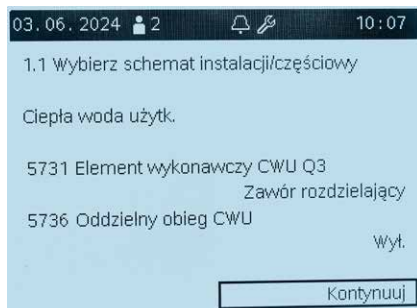 03.06.2024 2 10:07
1.1 Wybierz schemat instalacji/częściowy
Ciepła woda użytk.
5731 Element wykonawczy CWU Q3
Zawór rozdzielający
5736 Oddzielny obieg CWU
Wył.
Kontynuuj